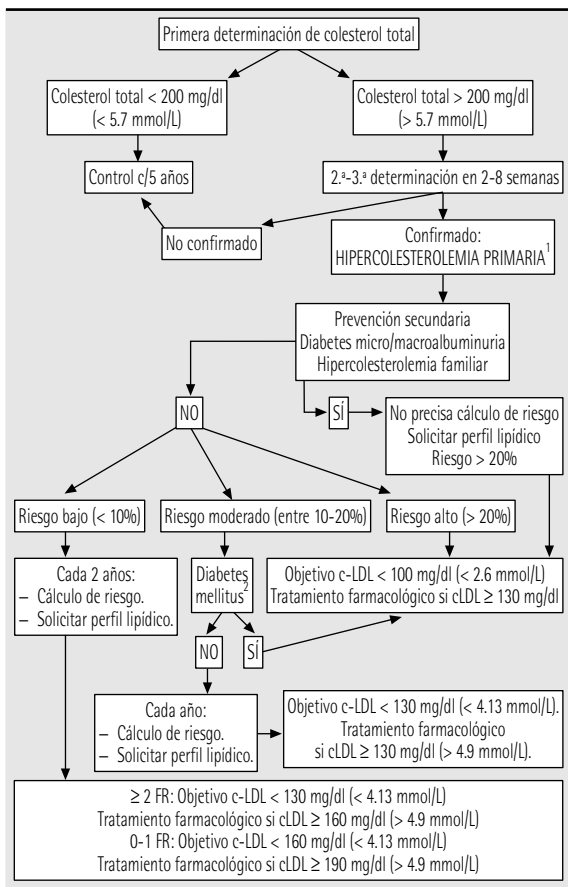 Primera determinación de colesterol total
Colesterol total < 200 mg/dl
(< 5.7 mmol/L)
Colesterol total > 200 mg/dl
(> 5.7 mmol/L)
Control c/5 años
2.ª-3.ª determinación en 2-8 semanas
No confirmado
Confirmado:
HIPERCOLESTEROLEMIA PRIMARIA1
Prevención secundaria
Diabetes micro/macroalbuminuria
Hipercolesterolemia familiar
NO
SÍ
No precisa cálculo de riesgo
Solicitar perfil lipídico
Riesgo > 20%
Riesgo bajo (< 10%)
Riesgo moderado (entre 10-20%)
Riesgo alto (> 20%)
Cada 2 años:
– Cálculo de riesgo.
– Solicitar perfil lipídico.
Diabetes
mellitus2
Objetivo c-LDL < 100 mg/dl (< 2.6 mmol/L)
Tratamiento farmacológico si cLDL ≥ 130 mg/dl
NO
SÍ
Cada año:
– Cálculo de riesgo.
– Solicitar perfil lipídico.
Objetivo c-LDL < 130 mg/dl (< 4.13 mmol/L).
Tratamiento farmacológico
si cLDL ≥ 130 mg/dl (> 4.9 mmol/L).
≥ 2 FR: Objetivo c-LDL < 130 mg/dl (< 4.13 mmol/L)
Tratamiento farmacológico si cLDL ≥ 160 mg/dl (> 4.9 mmol/L)
0-1 FR: Objetivo c-LDL < 160 mg/dl (< 4.13 mmol/L)
Tratamiento farmacológico si cLDL ≥ 190 mg/dl (> 4.9 mmol/L)